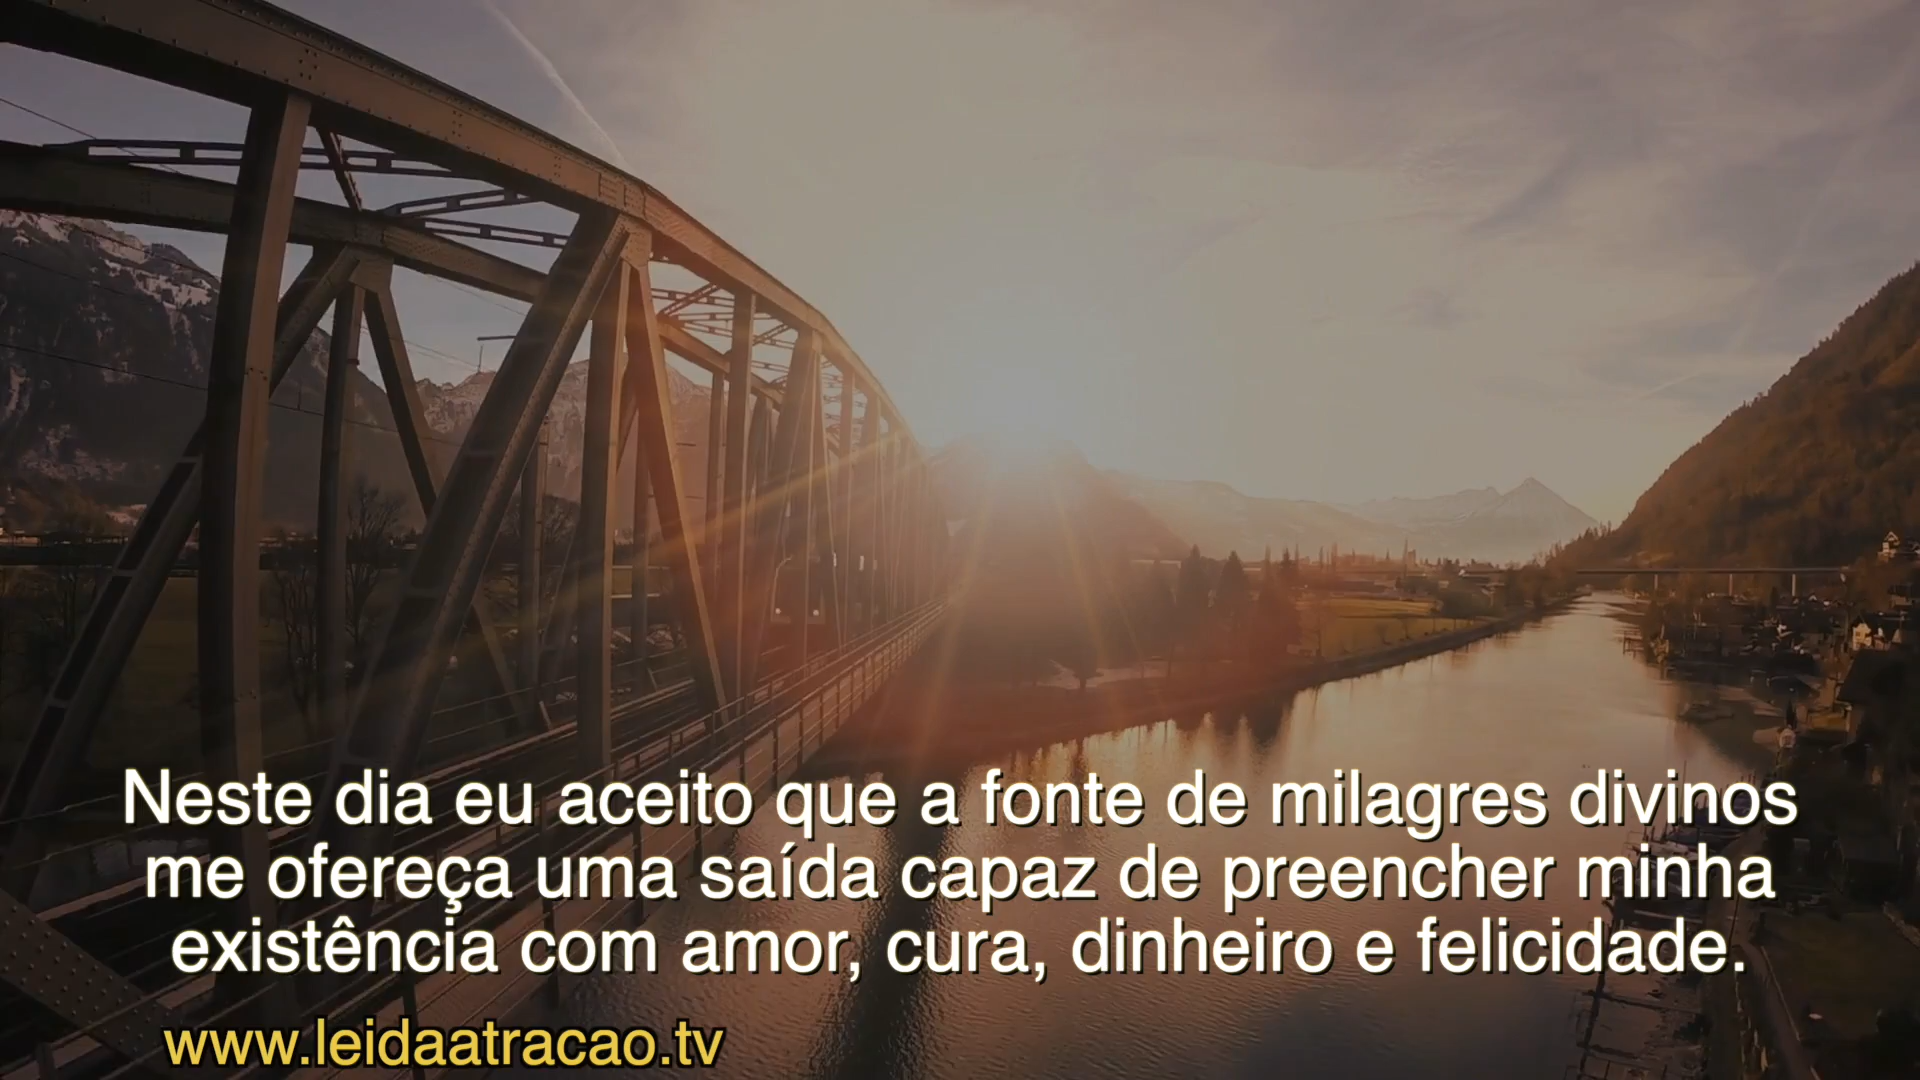 Neste dia eu aceito que a fonte de milagres divinos
me ofereça uma saída capaz de preencher minha
existência com amor, cura, dinheiro e felicidade.
www.leidaatracao.tv